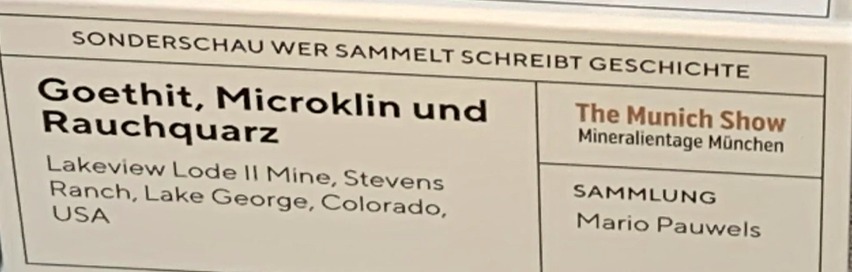 SONDERSCHAU WER SAMMELT SCHREIBT GESCHICHTE
Goethit, Microklin und
Rauchquarz
Lakeview Lode II Mine, Stevens
Ranch, Lake George, Colorado,
USA
The Munich Show
Mineralientage München
SAMMLUNG
Mario Pauwels